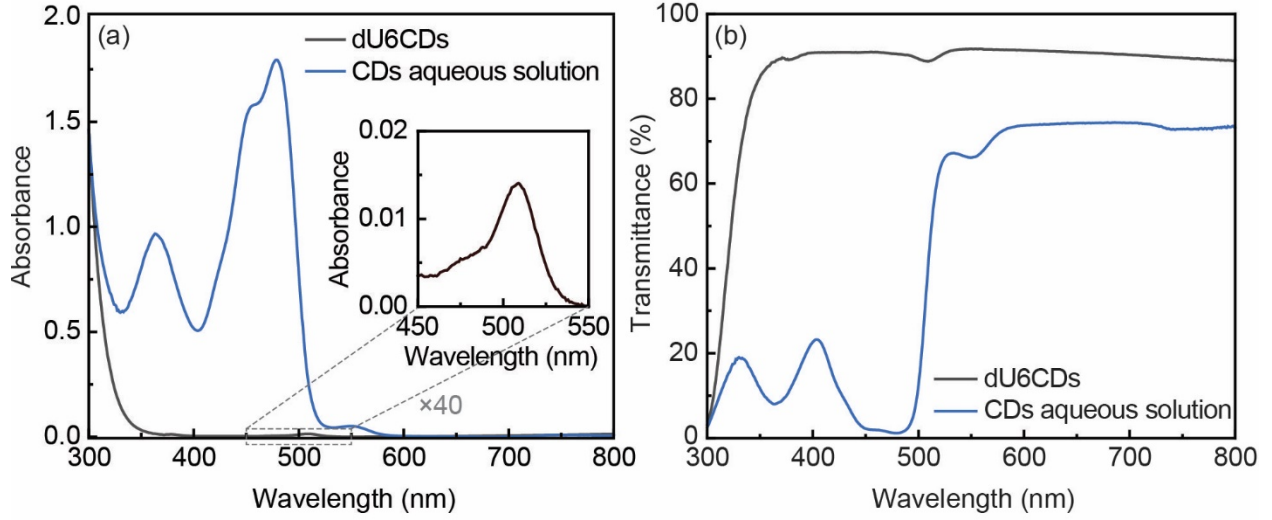 (a)
dU6CDs
CDs aqueous solution
2.0
1.5
1.0
0.5
0.0
Absorbance
300 400 500 600 700 800
Wavelength (nm)
0.02
0.01
0.00
Absorbance
450 500 550
Wavelength (nm)
×40
(b)
100
80
60
40
20
0
Transmittance (%)
dU6CDs
CDs aqueous solution
300 400 500 600 700 800
Wavelength (nm)